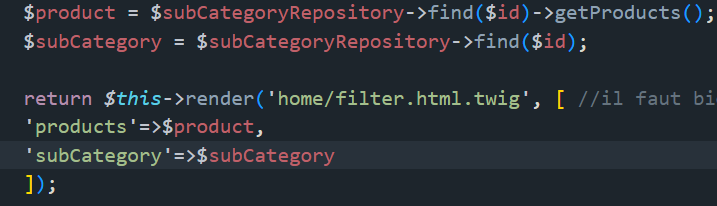 $product = $subCategoryRepository->find($id)->getProducts();
$subCategory = $subCategoryRepository->find($id);
return $this->render('home/filter.html.twig', [ //il faut bi
'products'=>$product,
'subCategory'=>$subCategory
]);